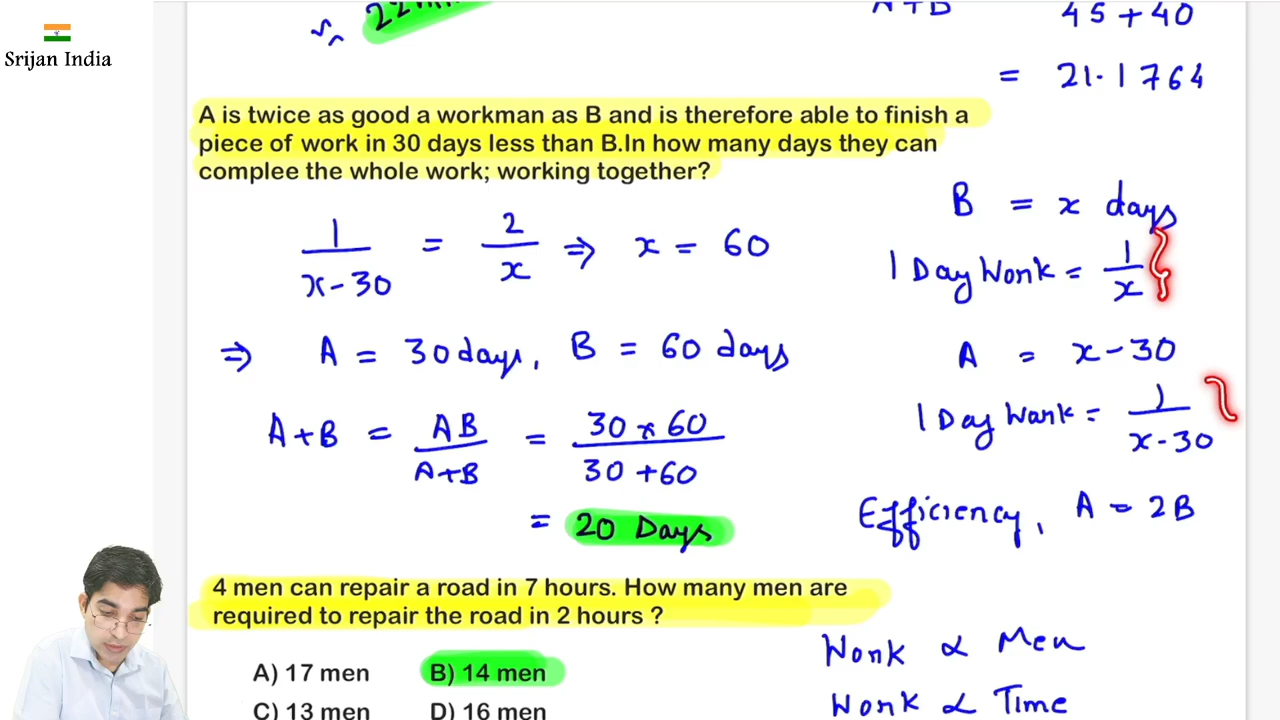 Srijan India
A+B
45+40
= 21.1764
A is twice as good a workman as B and is therefore able to finish a
piece of work in 30 days less than B.In how many days they can
complee the whole work; working together?
1/(x-30) = 2/x ⇒ x = 60
⇒ A = 30 days, B = 60 days
A+B = AB/(A+B) = (30*60)/(30+60)
= 20 Days
B = x days
1 Day Work = 1/x
A = x-30
1 Day Work = 1/(x-30)
Efficiency, A = 2B
4 men can repair a road in 7 hours. How many men are
required to repair the road in 2 hours ?
A) 17 men B) 14 men
C) 13 men D) 16 men
Work ∝ Men
Work ∝ Time